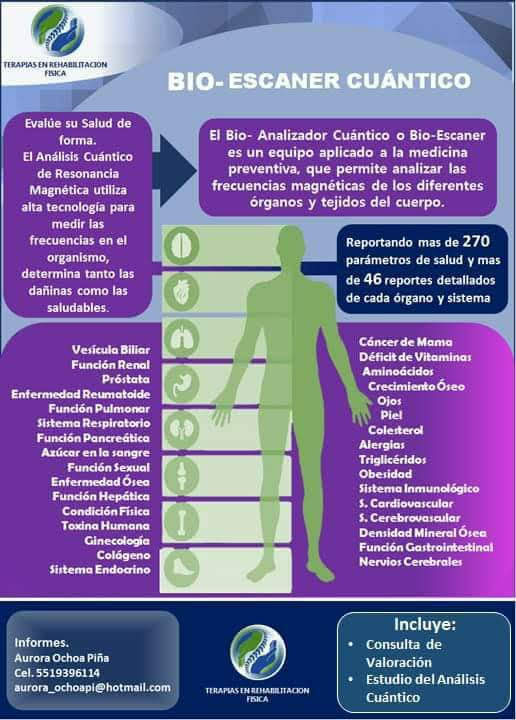 TERAPIAS EN REHABILITACION
FISICA
BIO- ESCANER CUÁNTICO
Evalúe su Salud de
forma.
El Análisis Cuántico
de Resonancia
Magnética utiliza
alta tecnología para
medir las
frecuencias en el
organismo,
determina tanto las
dañinas como las
saludables.
El Bio- Analizador Cuántico o Bio-Escaner
es un equipo aplicado a la medicina
preventiva, que permite analizar las
frecuencias magnéticas de los diferentes
órganos y tejidos del cuerpo.
Reportando mas de 270
parámetros de salud y mas
de 46 reportes detallados
de cada órgano y sistema
Vesícula Biliar
Función Renal
Próstata
Enfermedad Reumatoide
Función Pulmonar
Sistema Respiratorio
Función Pancreática
Azúcar en la sangre
Función Sexual
Enfermedad Ósea
Función Hepática
Condición Física
Toxina Humana
Ginecología
Colágeno
Sistema Endocrino
Cáncer de Mama
Déficit de Vitaminas
Aminoácidos
Crecimiento Óseo
Ojos
Piel
Colesterol
Alergias
Triglicéridos
Obesidad
Sistema Inmunológico
S. Cardiovascular
S. Cerebrovascular
Densidad Mineral Ósea
Función Gastrointestinal
Nervios Cerebrales
Informes.
Aurora Ochoa Piña
Cel. 5519396114
aurora_ochoapi@hotmail.com
TERAPIAS EN REHABILITACION
FISICA
Incluye:
• Consulta de
Valoración
• Estudio del Análisis
Cuántico